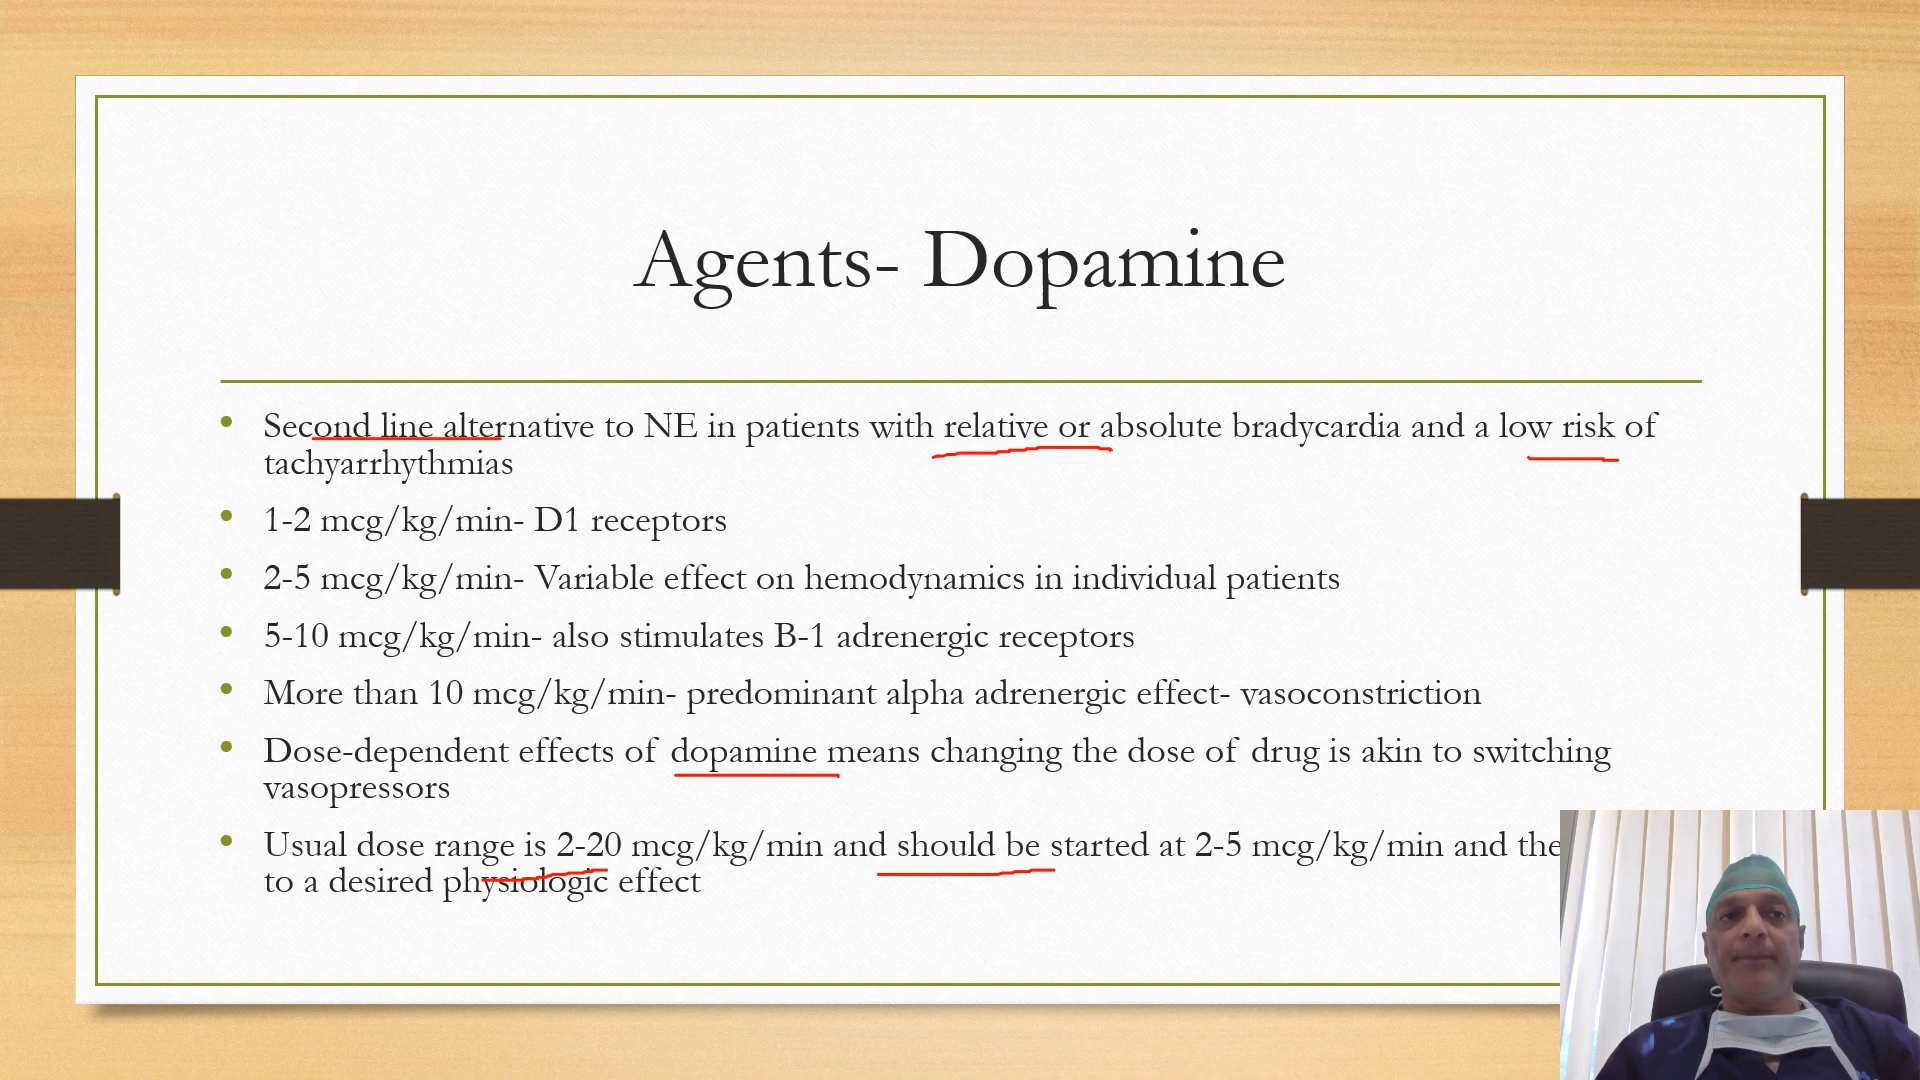 Agents- Dopamine
• Second line alternative to NE in patients with relative or absolute bradycardia and a low risk of
tachyarrhythmias
• 1-2 mcg/kg/min- D1 receptors
• 2-5 mcg/kg/min- Variable effect on hemodynamics in individual patients
• 5-10 mcg/kg/min- also stimulates B-1 adrenergic receptors
• More than 10 mcg/kg/min- predominant alpha adrenergic effect- vasoconstriction
• Dose-dependent effects of dopamine means changing the dose of drug is akin to switching
vasopressors
• Usual dose range is 2-20 mcg/kg/min and should be started at 2-5 mcg/kg/min and
to a desired physiologic effect